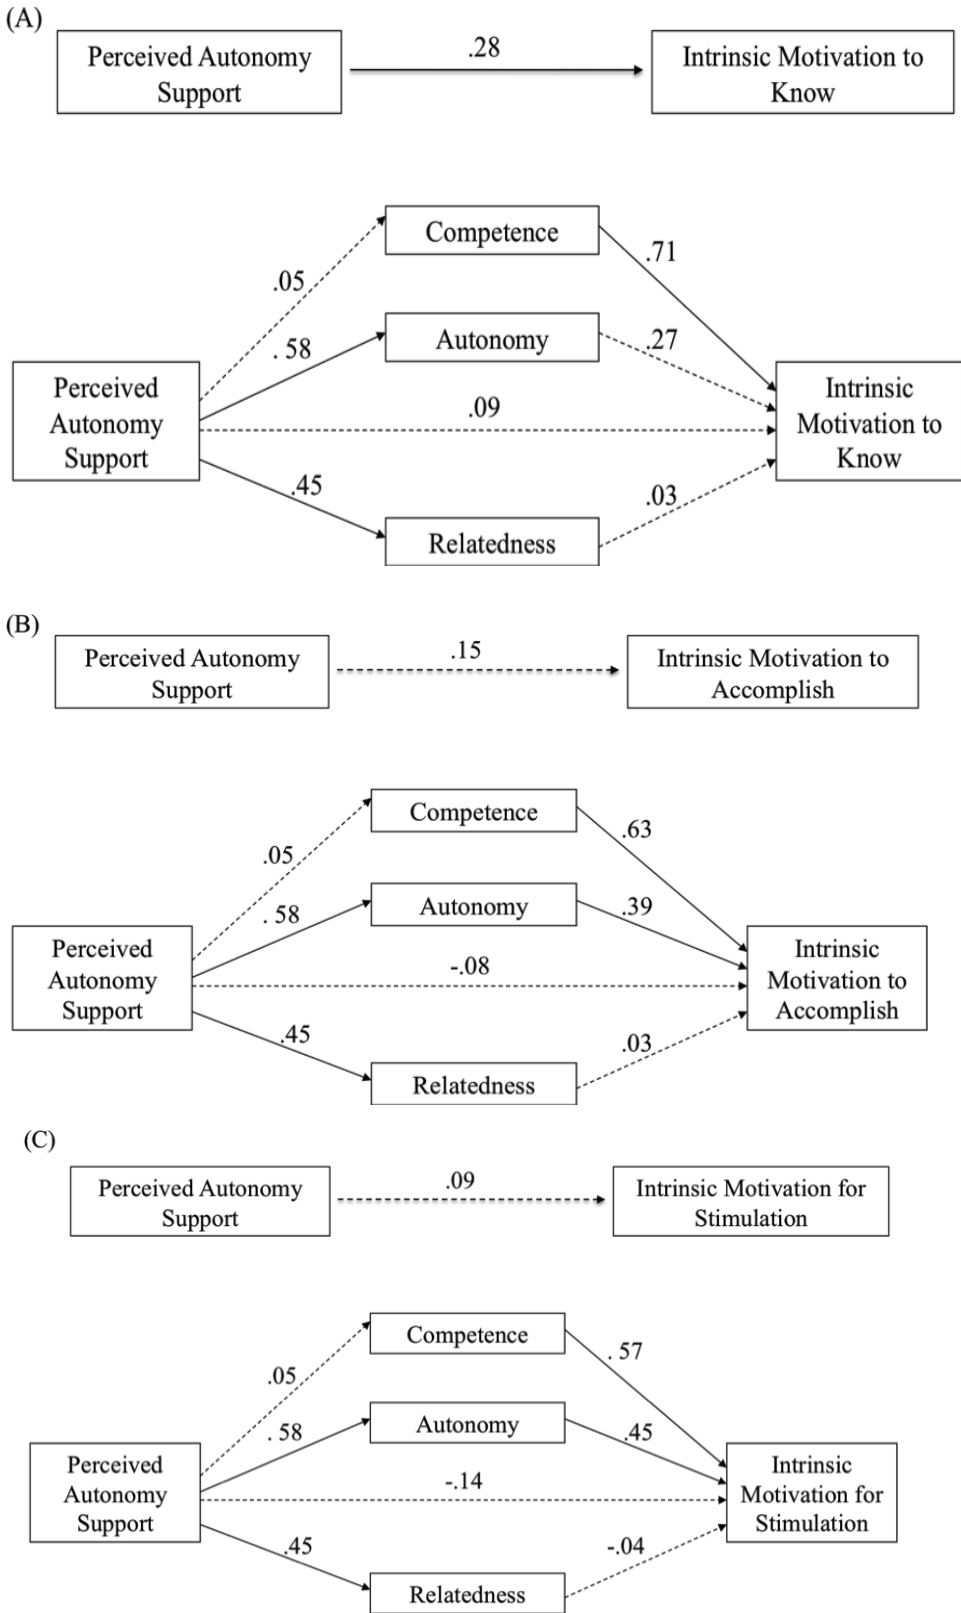 (A)
Perceived Autonomy
Support
.28
Intrinsic Motivation to
Know
Competence
.05
.71
Autonomy
. 58
.27
Perceived
Autonomy
Support
.09
Intrinsic
Motivation to
Know
.45
.03
Relatedness
(B)
Perceived Autonomy
Support
.15
Intrinsic Motivation to
Accomplish
Competence
.05
.63
Autonomy
. 58
.39
Perceived
Autonomy
Support
-.08
Intrinsic
Motivation to
Accomplish
.45
.03
Relatedness
(C)
Perceived Autonomy
Support
.09
Intrinsic Motivation for
Stimulation
Competence
.05
. 57
Autonomy
. 58
.45
Perceived
Autonomy
Support
-.14
Intrinsic
Motivation for
Stimulation
.45
-.04
Relatedness